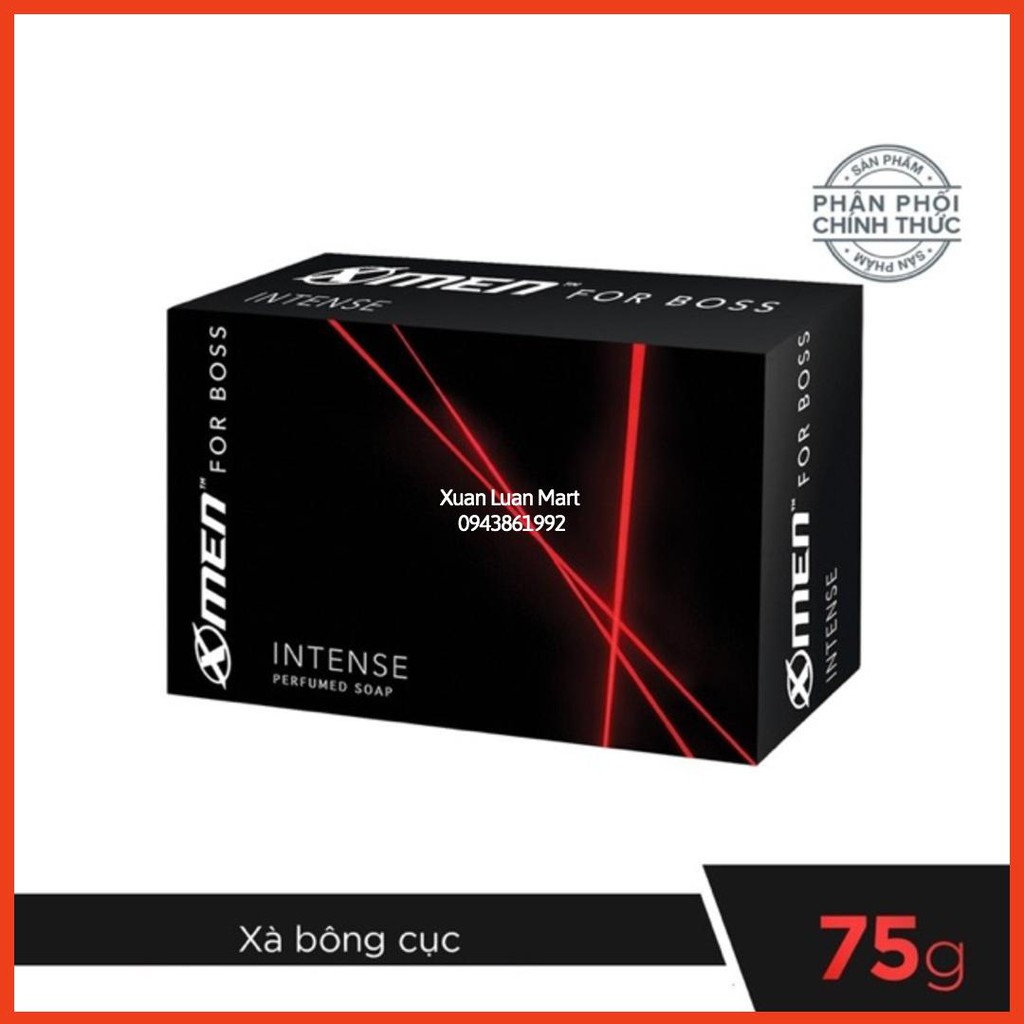 SẢN PHẨM
PHÂN PHỐI
CHÍNH THỨC
SẢN PHẨM
XMEN™ FOR BOSS
INTENSE
XMEN™ FOR BOSS
INTENSE
PERFUMED SOAP
XMEN™ FOR BOSS
INTENSE
Xuan Luan Mart
0943861992
Xà bông cục
75g